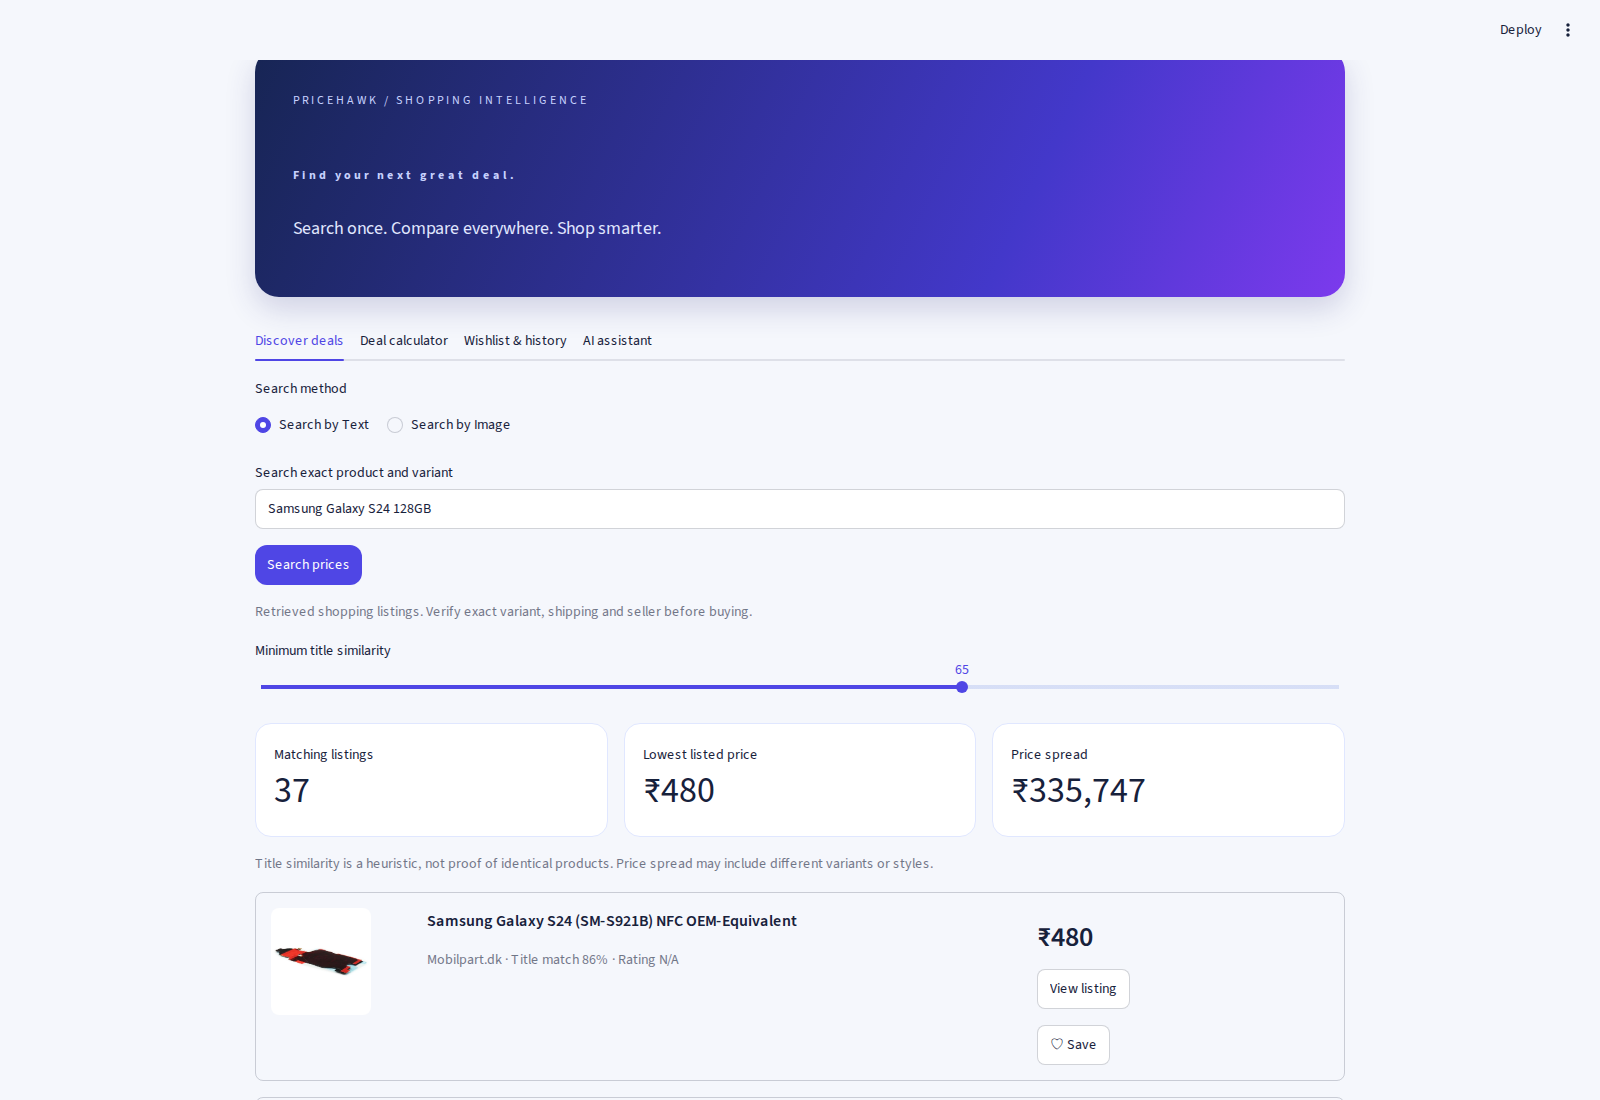 Deploy
PRICEHAWK / SHOPPING INTELLIGENCE
Find your next great deal.
Search once. Compare everywhere. Shop smarter.
Discover deals
Deal calculator
Wishlist & history
AI assistant
Search method
Search by Text
Search by Image
Search exact product and variant
Samsung Galaxy S24 128GB
Search prices
Retrieved shopping listings. Verify exact variant, shipping and seller before buying.
Minimum title similarity
65
Matching listings
37
Lowest listed price
₹480
Price spread
₹335,747
Title similarity is a heuristic, not proof of identical products. Price spread may include different variants or styles.
Samsung Galaxy S24 (SM-S921B) NFC OEM-Equivalent
Mobilpart.dk · Title match 86% · Rating N/A
₹480
View listing
♡ Save